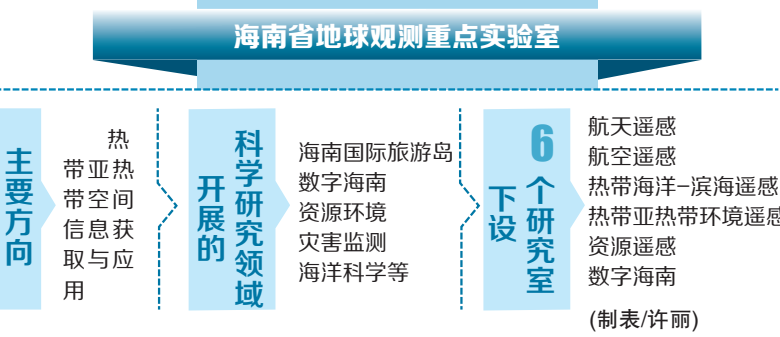 海南省地球观测重点实验室
主要方向
热
带亚热
带空间
信息获
取与应
用
开展的
科学研究领域
海南国际旅游岛
数字海南
资源环境
灾害监测
海洋科学等
下设
6个研究室
航天遥感
航空遥感
热带海洋-滨海遥感
热带亚热带环境遥感
资源遥感
数字海南
(制表/许丽)